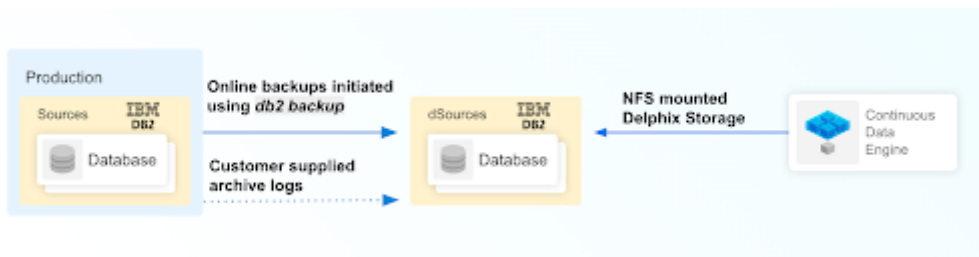 Production
Sources
IBM
DB2
Database
Online backups initiated
using db2 backup
Customer supplied
archive logs
dSources
IBM
DB2
Database
NFS mounted
Delphix Storage
Continuous
Data
Engine